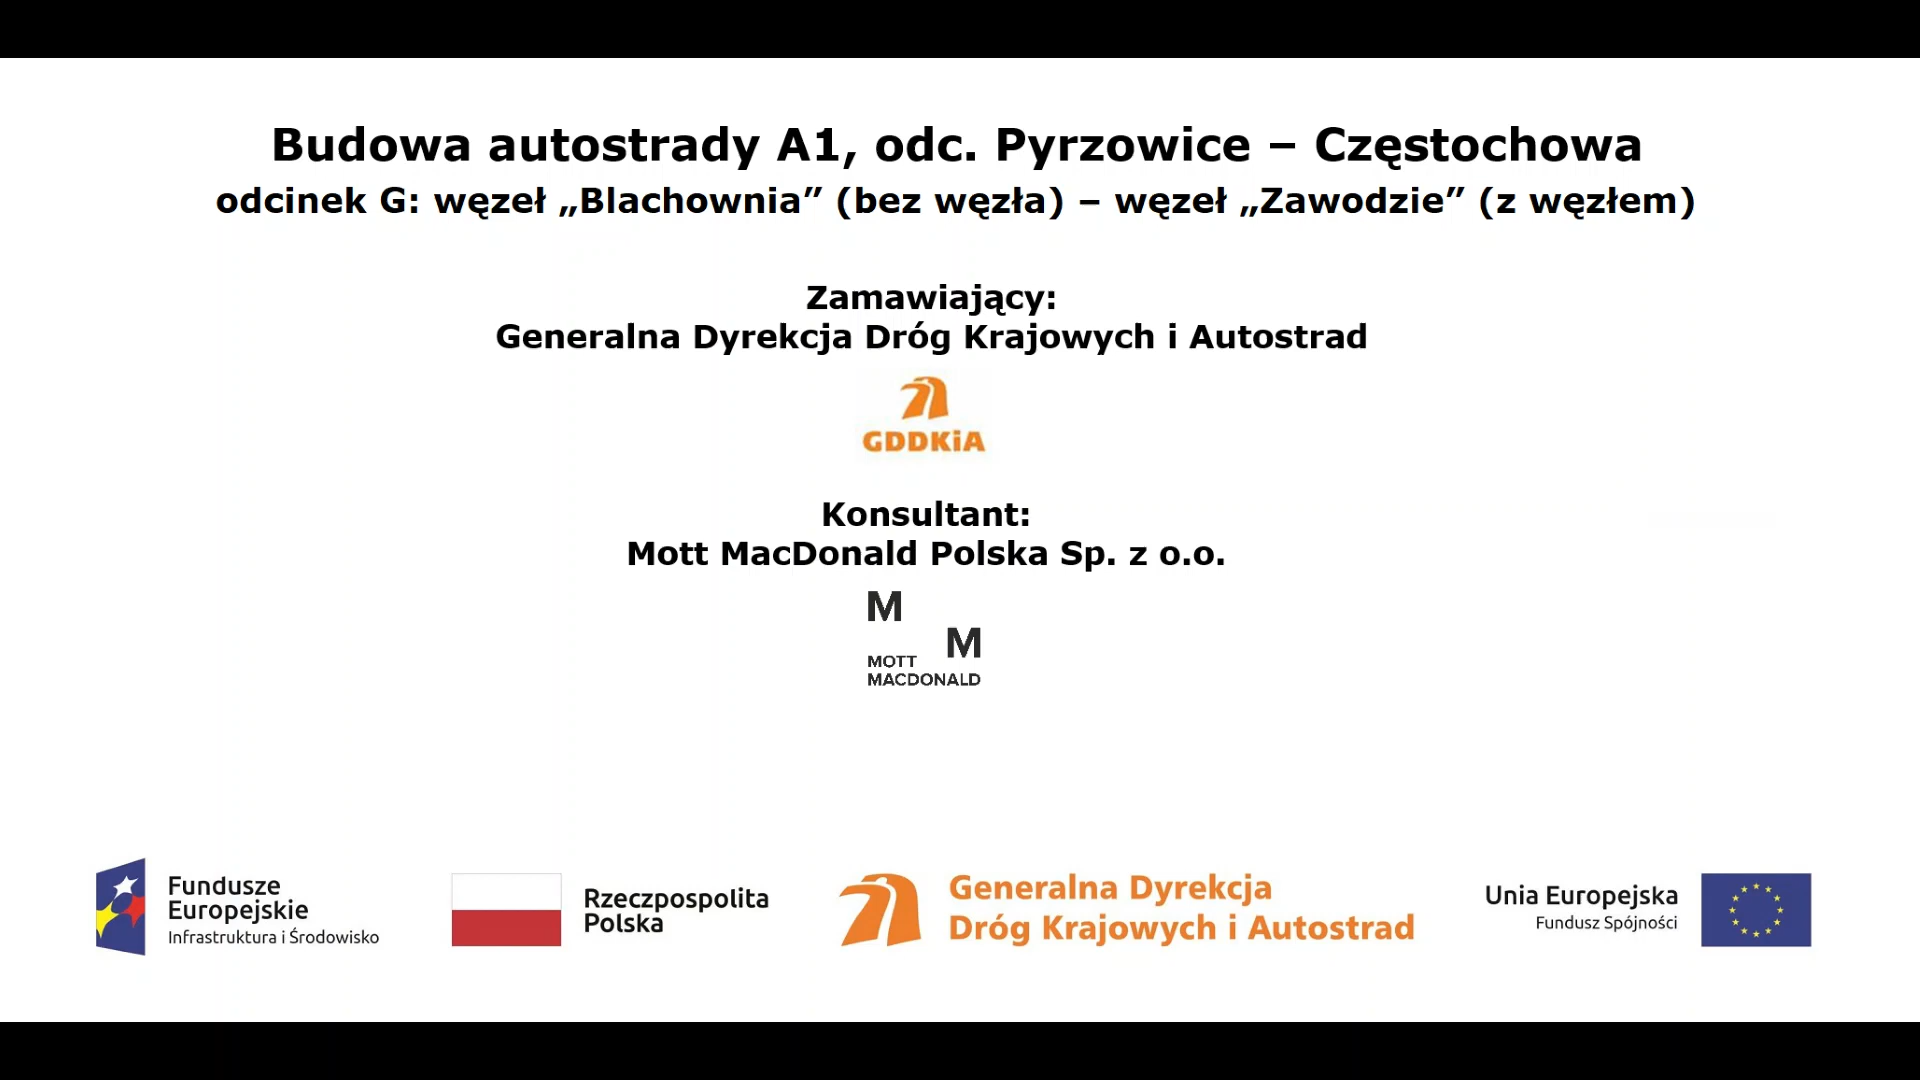 Budowa autostrady A1, odc. Pyrzowice – Częstochowa
odcinek G: węzeł „Blachownia” (bez węzła) – węzeł „Zawodzie” (z węzłem)
Zamawiający:
Generalna Dyrekcja Dróg Krajowych i Autostrad
GDDKiA
Konsultant:
Mott MacDonald Polska Sp. z o.o.
M
M
MOTT
MACDONALD
Fundusze
Europejskie
Infrastruktura i Środowisko
Rzeczpospolita
Polska
Generalna Dyrekcja
Dróg Krajowych i Autostrad
Unia Europejska
Fundusz Spójności